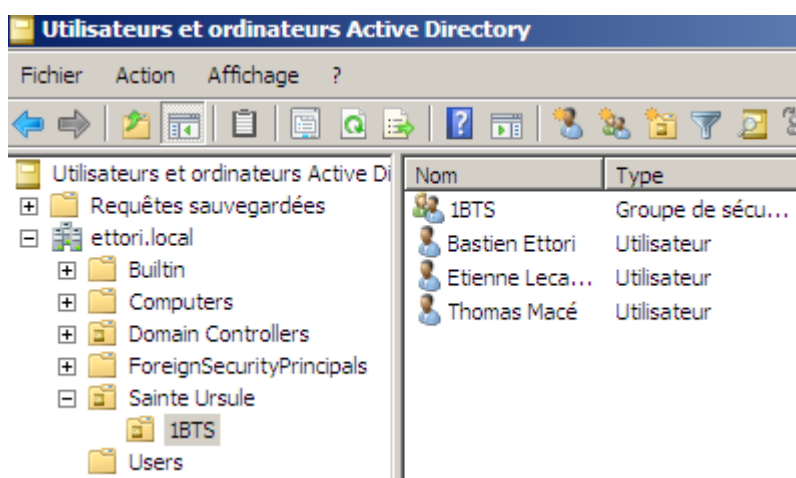 Utilisateurs et ordinateurs Active Directory
Fichier Action Affichage ?
Utilisateurs et ordinateurs Active Di
Requêtes sauvegardées
ettori.local
Builtin
Computers
Domain Controllers
ForeignSecurityPrincipals
Sainte Ursule
1BTS
Users
Nom Type
1BTS Groupe de sécu...
Bastien Ettori Utilisateur
Etienne Leca... Utilisateur
Thomas Macé Utilisateur